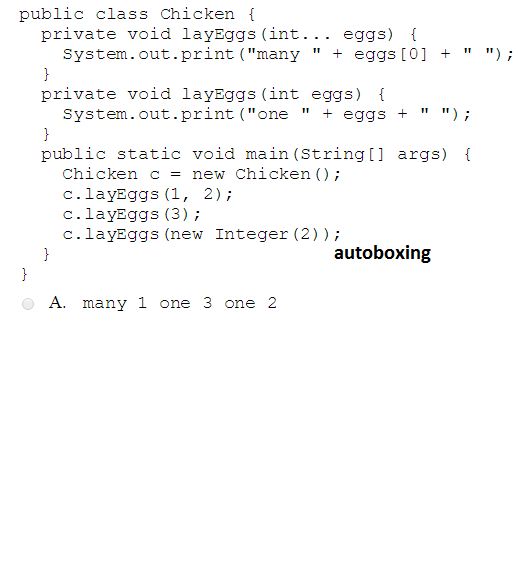 public class Chicken {
private void layEggs(int... eggs) {
System.out.print("many " + eggs[0] + " ");
}
private void layEggs(int eggs) {
System.out.print("one " + eggs + " ");
}
public static void main(String[] args) {
Chicken c = new Chicken();
c.layEggs(1, 2);
c.layEggs(3);
c.layEggs(new Integer(2));
} autoboxing
}
A. many 1 one 3 one 2